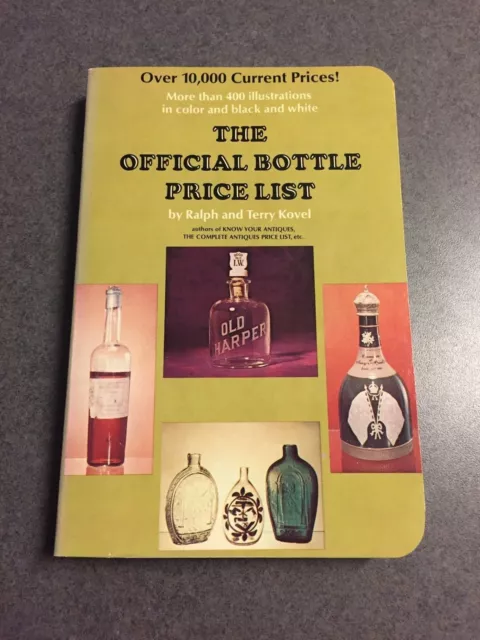 Over 10,000 Current Prices!
More than 400 illustrations
in color and black and white
THE
OFFICIAL BOTTLE
PRICE LIST
by Ralph and Terry Kovel
authors of KNOW YOUR ANTIQUES,
THE COMPLETE ANTIQUES PRICE LIST, etc.
I.W.
OLD
HARPER